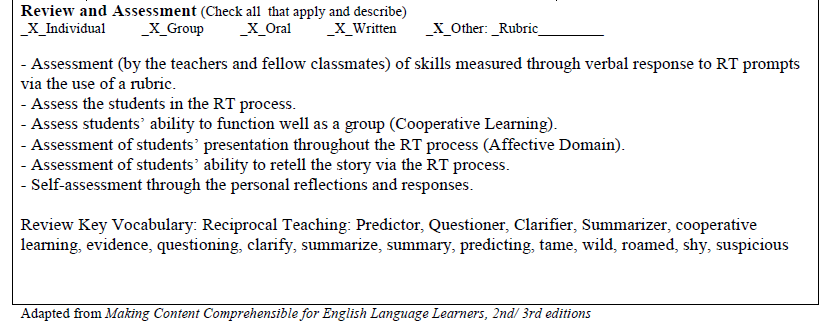 Review and Assessment (Check all that apply and describe)
_X_Individual _X_Group _X_Oral _X_Written _X_Other: _Rubric__________
- Assessment (by the teachers and fellow classmates) of skills measured through verbal response to RT prompts
via the use of a rubric.
- Assess the students in the RT process.
- Assess students’ ability to function well as a group (Cooperative Learning).
- Assessment of students’ presentation throughout the RT process (Affective Domain).
- Assessment of students’ ability to retell the story via the RT process.
- Self-assessment through the personal reflections and responses.
Review Key Vocabulary: Reciprocal Teaching: Predictor, Questioner, Clarifier, Summarizer, cooperative
learning, evidence, questioning, clarify, summarize, summary, predicting, tame, wild, roamed, shy, suspicious
Adapted from Making Content Comprehensible for English Language Learners, 2nd/ 3rd editions